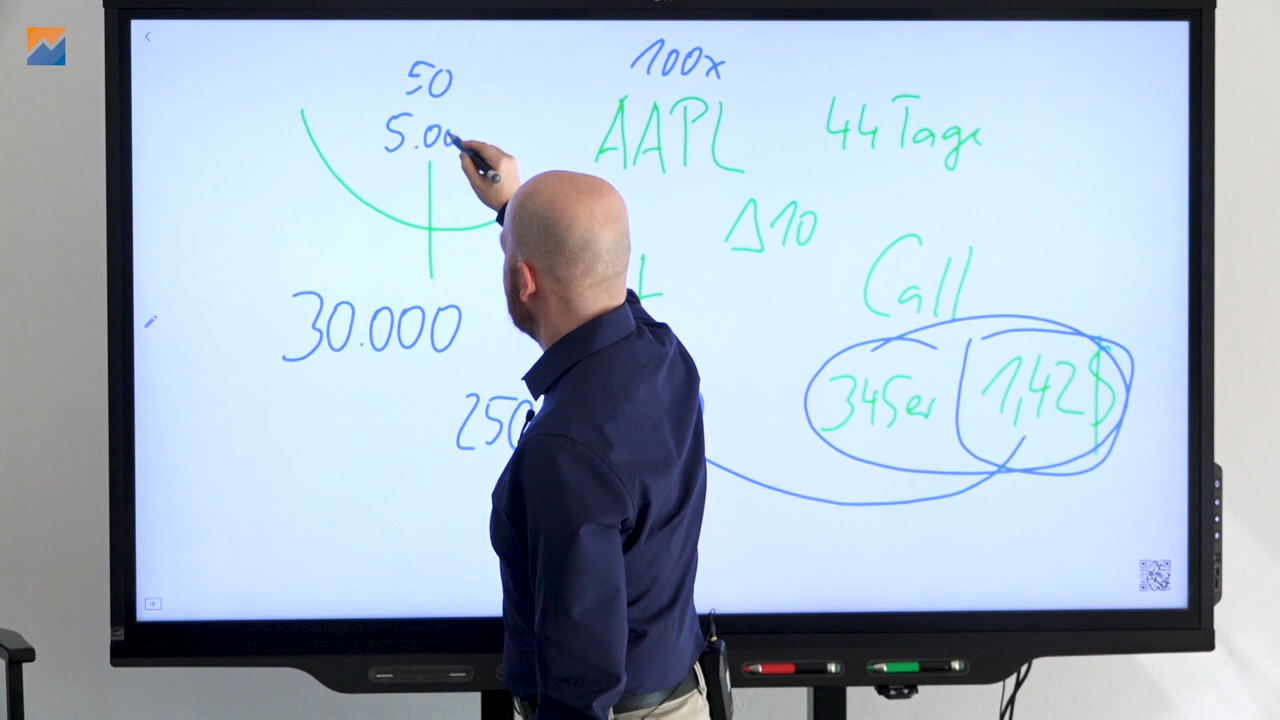 50
100x
5.00
AAPL
44 Tage
Δ10
Call
30.000
345er
1,42$
250